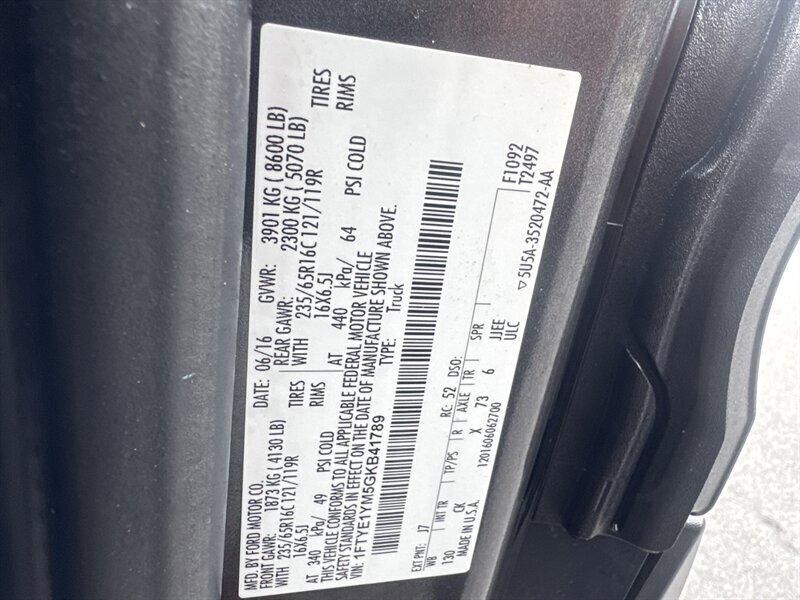 MFD. BY FORD MOTOR CO. DATE: 06/16 GVWR: 3901 KG ( 8600 LB)
FRONT GAWR: 1873 KG ( 4130 LB) REAR GAWR: 2300 KG ( 5070 LB)
WITH 235/65R16C 121/119R TIRES WITH 235/65R16C 121/119R TIRES
16X6.5J RIMS 16X6.5J RIMS
AT 340 kPa/ 49 PSI COLD AT 440 kPa/ 64 PSI COLD
THIS VEHICLE CONFORMS TO ALL APPLICABLE FEDERAL MOTOR VEHICLE
SAFETY STANDARDS IN EFFECT ON THE DATE OF MANUFACTURE SHOWN ABOVE.
VIN: 1FTYE1YM5GKB41789 TYPE: Truck
EXT PNT: J7 RC: 52 DSO: F1092
WB INT TR TP/PS R AXLE TR SPR T2497
130 CK X 73 6 JJEE
MADE IN U.S.A. 1201606062700 ULC ▽5U5A-3520472-AA